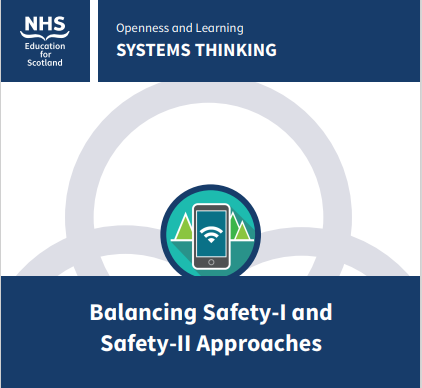 NHS
Education
for
Scotland
Openness and Learning
SYSTEMS THINKING
Balancing Safety-I and
Safety-II Approaches